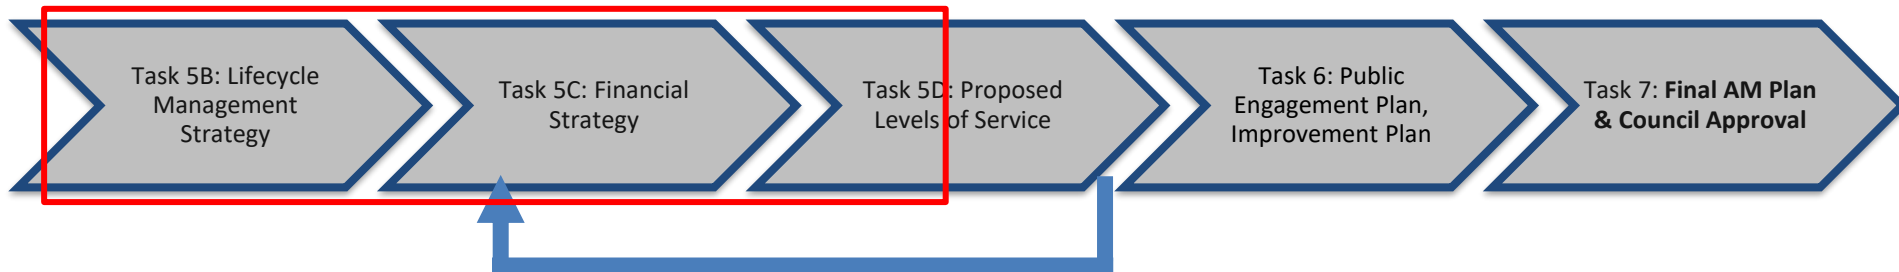 Task 5B: Lifecycle
Management
Strategy
Task 5C: Financial
Strategy
Task 5D: Proposed
Levels of Service
Task 6: Public
Engagement Plan,
Improvement Plan
Task 7: Final AM Plan
& Council Approval